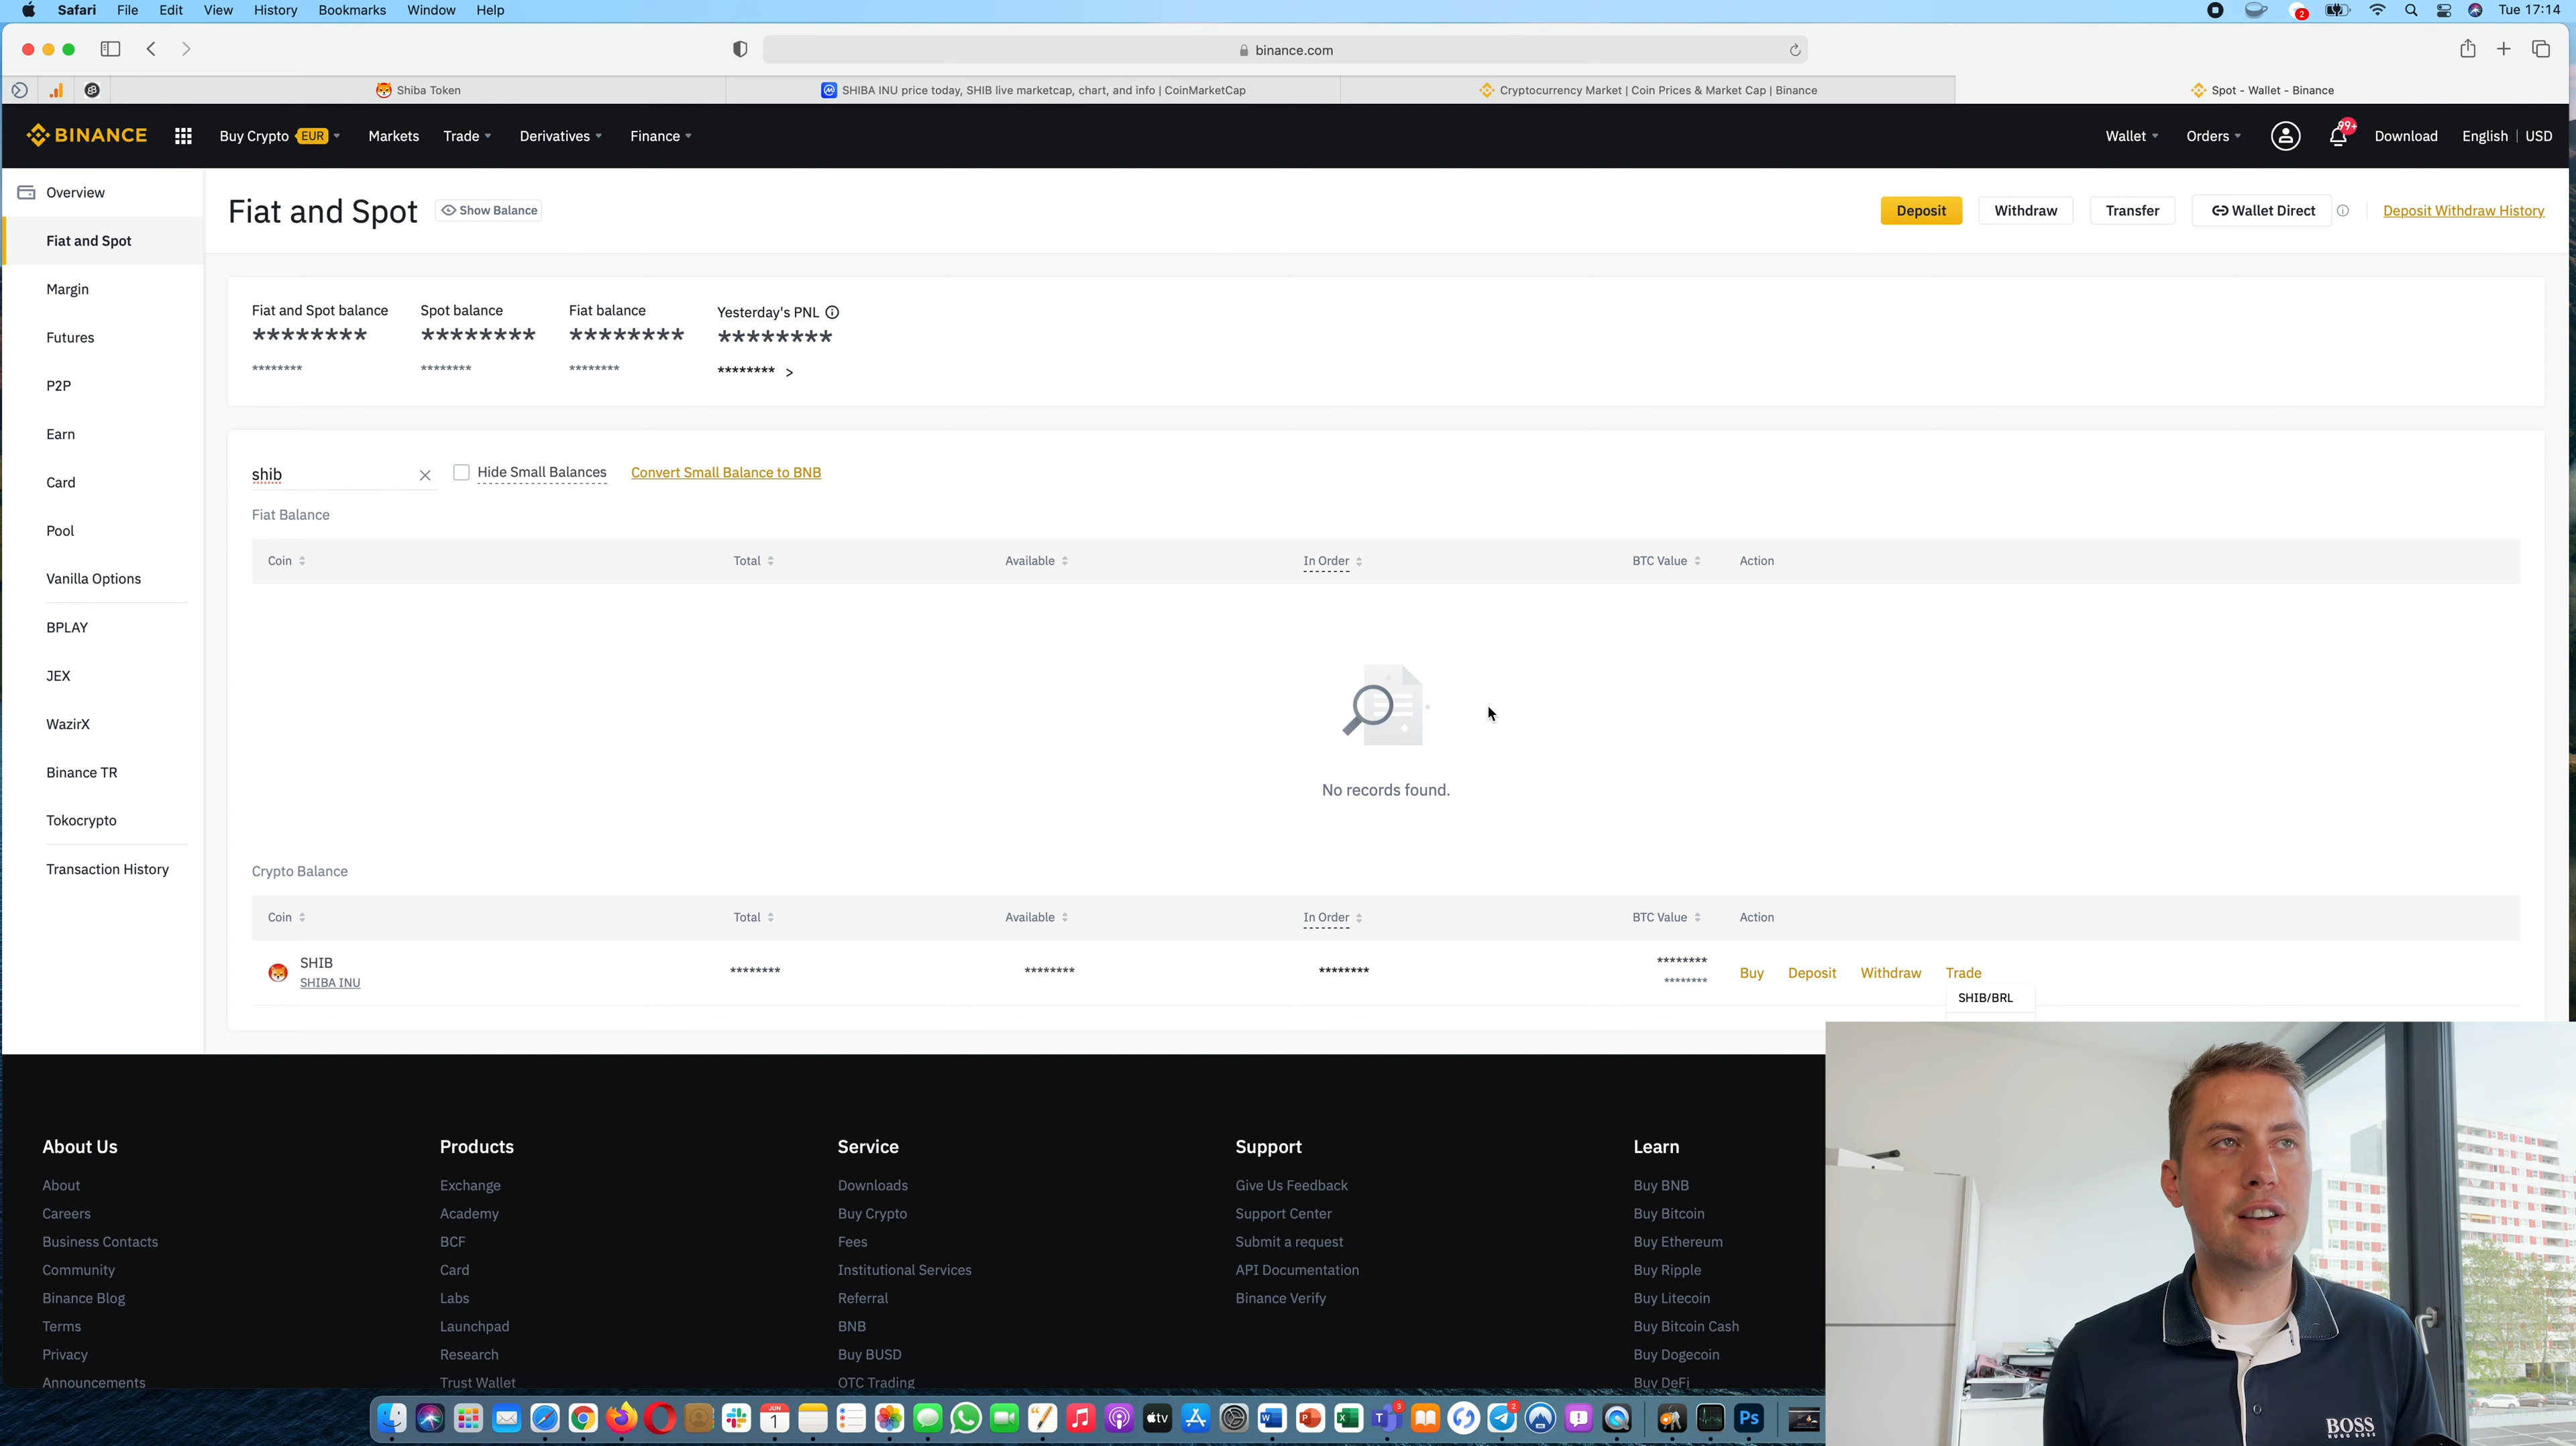 Safari File Edit View History Bookmarks Window Help
2
Tue 17:14
binance.com
Shiba Token
SHIBA INU price today, SHIB live marketcap, chart, and info | CoinMarketCap
Cryptocurrency Market | Coin Prices & Market Cap | Binance
Spot - Wallet - Binance
BINANCE
Buy Crypto EUR
Markets
Trade
Derivatives
Finance
Wallet
Orders
99+
Download
English | USD
Overview
Fiat and Spot
Margin
Futures
P2P
Earn
Card
Pool
Vanilla Options
BPLAY
JEX
WazirX
Binance TR
Tokocrypto
Transaction History
Fiat and Spot
Show Balance
Deposit
Withdraw
Transfer
Wallet Direct
Deposit Withdraw History
Fiat and Spot balance Spot balance Fiat balance Yesterday's PNL
******** ******** ******** ********
******** ******** ******** ******** >
shib
Hide Small Balances
Convert Small Balance to BNB
Fiat Balance
Coin Total Available In Order BTC Value Action
No records found.
Crypto Balance
Coin Total Available In Order BTC Value Action
SHIB
SHIBA INU
******** ******** ******** ********
********
Buy Deposit Withdraw Trade
SHIB/BRL
About Us
About
Careers
Business Contacts
Community
Binance Blog
Terms
Privacy
Announcements
Products
Exchange
Academy
BCF
Card
Labs
Launchpad
Research
Trust Wallet
Service
Downloads
Buy Crypto
Fees
Institutional Services
Referral
BNB
Buy BUSD
OTC Trading
Support
Give Us Feedback
Support Center
Submit a request
API Documentation
Binance Verify
Learn
Buy BNB
Buy Bitcoin
Buy Ethereum
Buy Ripple
Buy Litecoin
Buy Bitcoin Cash
Buy Dogecoin
Buy DeFi
JUN
1
tv
W
P
X
T
3
2
Ps
BOSS
HUGO BOSS